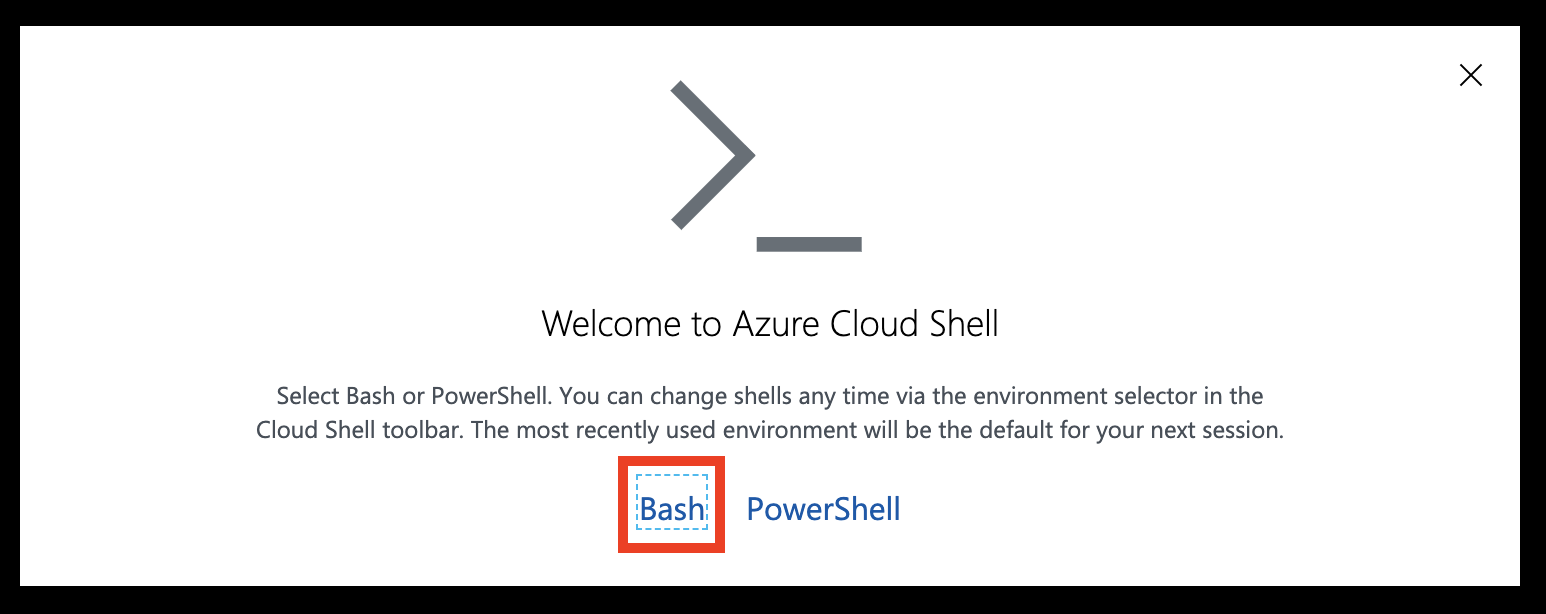 Welcome to Azure Cloud Shell
Select Bash or PowerShell. You can change shells any time via the environment selector in the
Cloud Shell toolbar. The most recently used environment will be the default for your next session.
Bash PowerShell